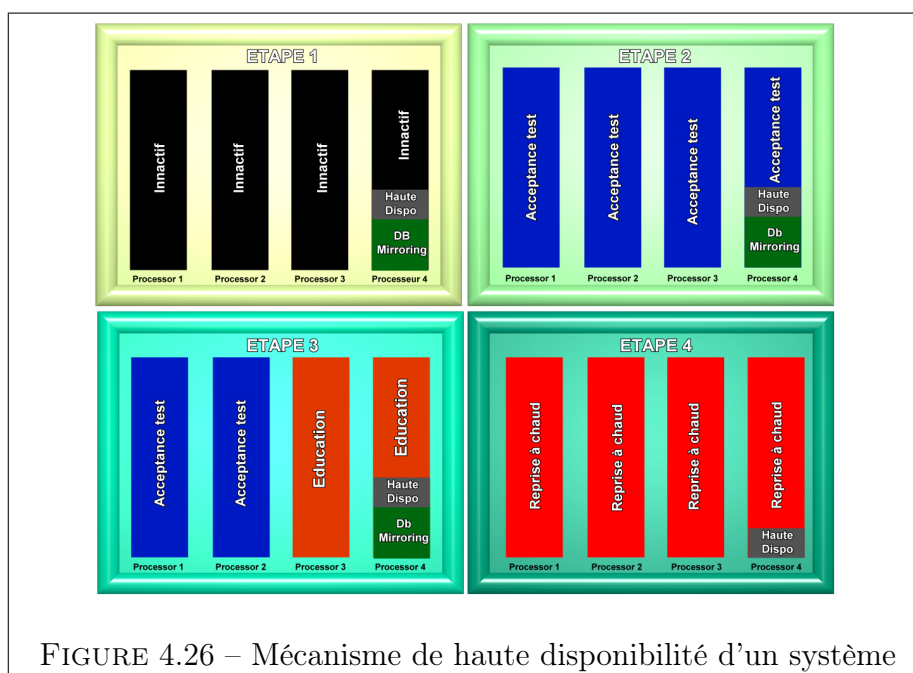 ETAPE 1
Innactif
Innactif
Innactif
Innactif
Haute
Dispo
DB
Mirroring
Processor 1
Processor 2
Processor 3
Processeur 4
ETAPE 2
Acceptance test
Acceptance test
Acceptance test
Acceptance test
Haute
Dispo
Db
Mirroring
Processor 1
Processor 2
Processor 3
Processor 4
ETAPE 3
Acceptance test
Acceptance test
Education
Education
Haute
Dispo
Db
Mirroring
Processor 1
Processor 2
Processor 3
Processor 4
ETAPE 4
Reprise à chaud
Reprise à chaud
Reprise à chaud
Reprise à chaud
Haute
Dispo
Processor 1
Processor 2
Processor 3
Processor 4
FIGURE 4.26 – Mécanisme de haute disponibilité d'un système